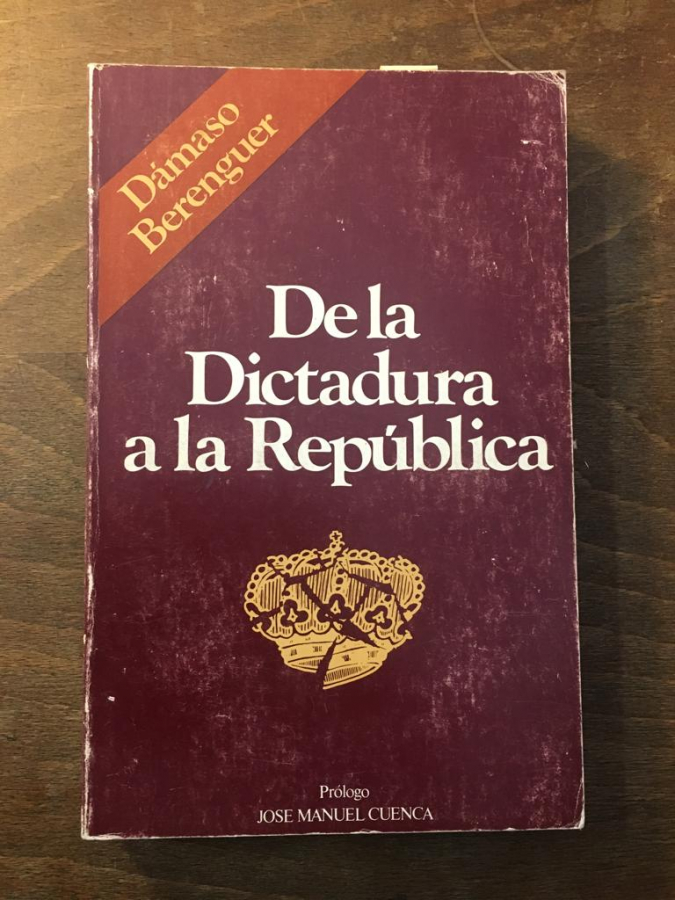 Dámaso
Berenguer
De la
Dictadura
a la República
Prólogo
JOSE MANUEL CUENCA